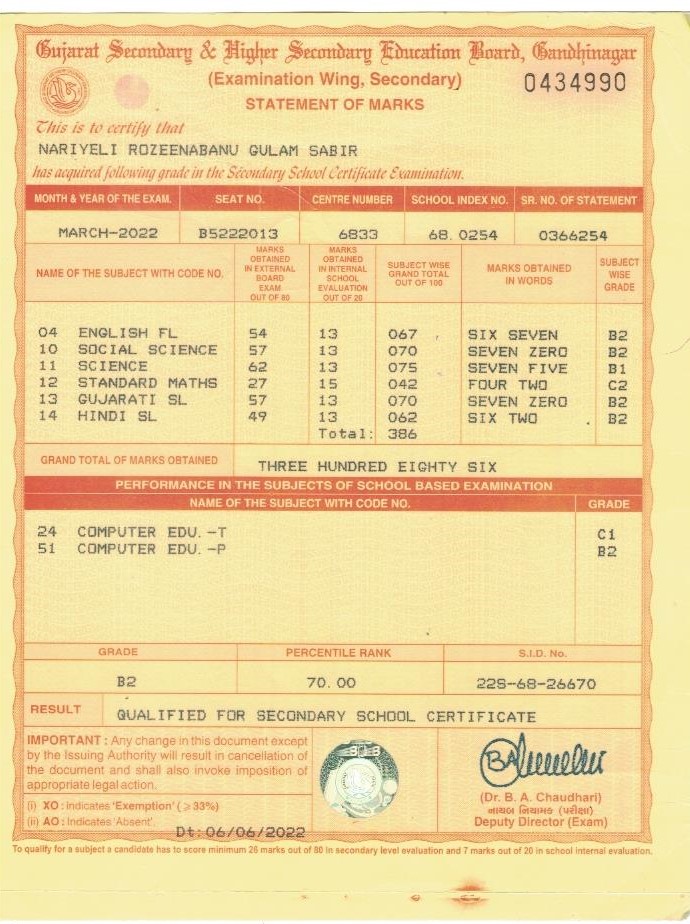 Gujarat Secondary & Higher Secondary Education Board, Gandhinagar
(Examination Wing, Secondary)
0434990
STATEMENT OF MARKS
This is to certify that
NARIYELI ROZEENABANU GULAM SABIR
has acquired following grade in the Secondary School Certificate Examination.
MONTH & YEAR OF THE EXAM. SEAT NO. CENTRE NUMBER SCHOOL INDEX NO. SR. NO. OF STATEMENT
MARCH-2022 B5222013 6833 68.0254 0366254
NAME OF THE SUBJECT WITH CODE NO. MARKS OBTAINED IN EXTERNAL BOARD EXAM OUT OF 80 MARKS OBTAINED IN INTERNAL SCHOOL EVALUATION OUT OF 20 SUBJECT WISE GRAND TOTAL OUT OF 100 MARKS OBTAINED IN WORDS SUBJECT WISE GRADE
04 ENGLISH FL 54 13 067 SIX SEVEN B2
10 SOCIAL SCIENCE 57 13 070 SEVEN ZERO B2
11 SCIENCE 62 13 075 SEVEN FIVE B1
12 STANDARD MATHS 27 15 042 FOUR TWO C2
13 GUJARATI SL 57 13 070 SEVEN ZERO B2
14 HINDI SL 49 13 062 SIX TWO B2
Total: 386
GRAND TOTAL OF MARKS OBTAINED THREE HUNDRED EIGHTY SIX
PERFORMANCE IN THE SUBJECTS OF SCHOOL BASED EXAMINATION
NAME OF THE SUBJECT WITH CODE NO. GRADE
24 COMPUTER EDU.-T C1
51 COMPUTER EDU.-P B2
GRADE PERCENTILE RANK S.I.D. No.
B2 70.00 22S-68-26670
RESULT QUALIFIED FOR SECONDARY SCHOOL CERTIFICATE
IMPORTANT : Any change in this document except
by the Issuing Authority will result in cancellation of
the document and shall also invoke imposition of
appropriate legal action.
(i) XO : indicates 'Exemption' (⩾ 33%)
(ii) AO : Indicates 'Absent'.
Dt:06/06/2022
(Dr. B. A. Chaudhari)
નાયબ નિયામક (પરીક્ષા)
Deputy Director (Exam)
To qualify for a subject a candidate has to score minimum 26 marks out of 80 in secondary level evaluation and 7 marks out of 20 in school internal evaluation.